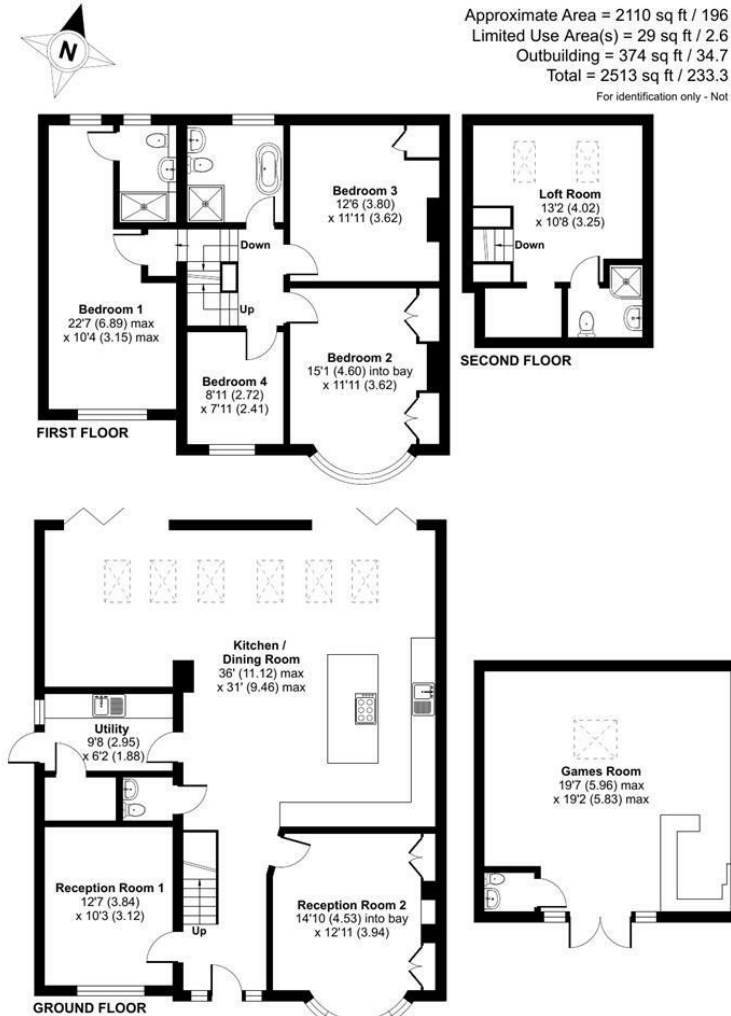 N
Approximate Area = 2110 sq ft / 196
Limited Use Area(s) = 29 sq ft / 2.6
Outbuilding = 374 sq ft / 34.7
Total = 2513 sq ft / 233.3
For identification only - Not
Bedroom 1
22'7 (6.89) max
x 10'4 (3.15) max
Down
Up
Bedroom 3
12'6 (3.80)
x 11'11 (3.62)
Bedroom 4
8'11 (2.72)
x 7'11 (2.41)
Bedroom 2
15'1 (4.60) into bay
x 11'11 (3.62)
FIRST FLOOR
Loft Room
13'2 (4.02)
x 10'8 (3.25)
Down
SECOND FLOOR
Kitchen /
Dining Room
36' (11.12) max
x 31' (9.46) max
Utility
9'8 (2.95)
x 6'2 (1.88)
Reception Room 1
12'7 (3.84)
x 10'3 (3.12)
Up
Reception Room 2
14'10 (4.53) into bay
x 12'11 (3.94)
GROUND FLOOR
Games Room
19'7 (5.96) max
x 19'2 (5.83) max